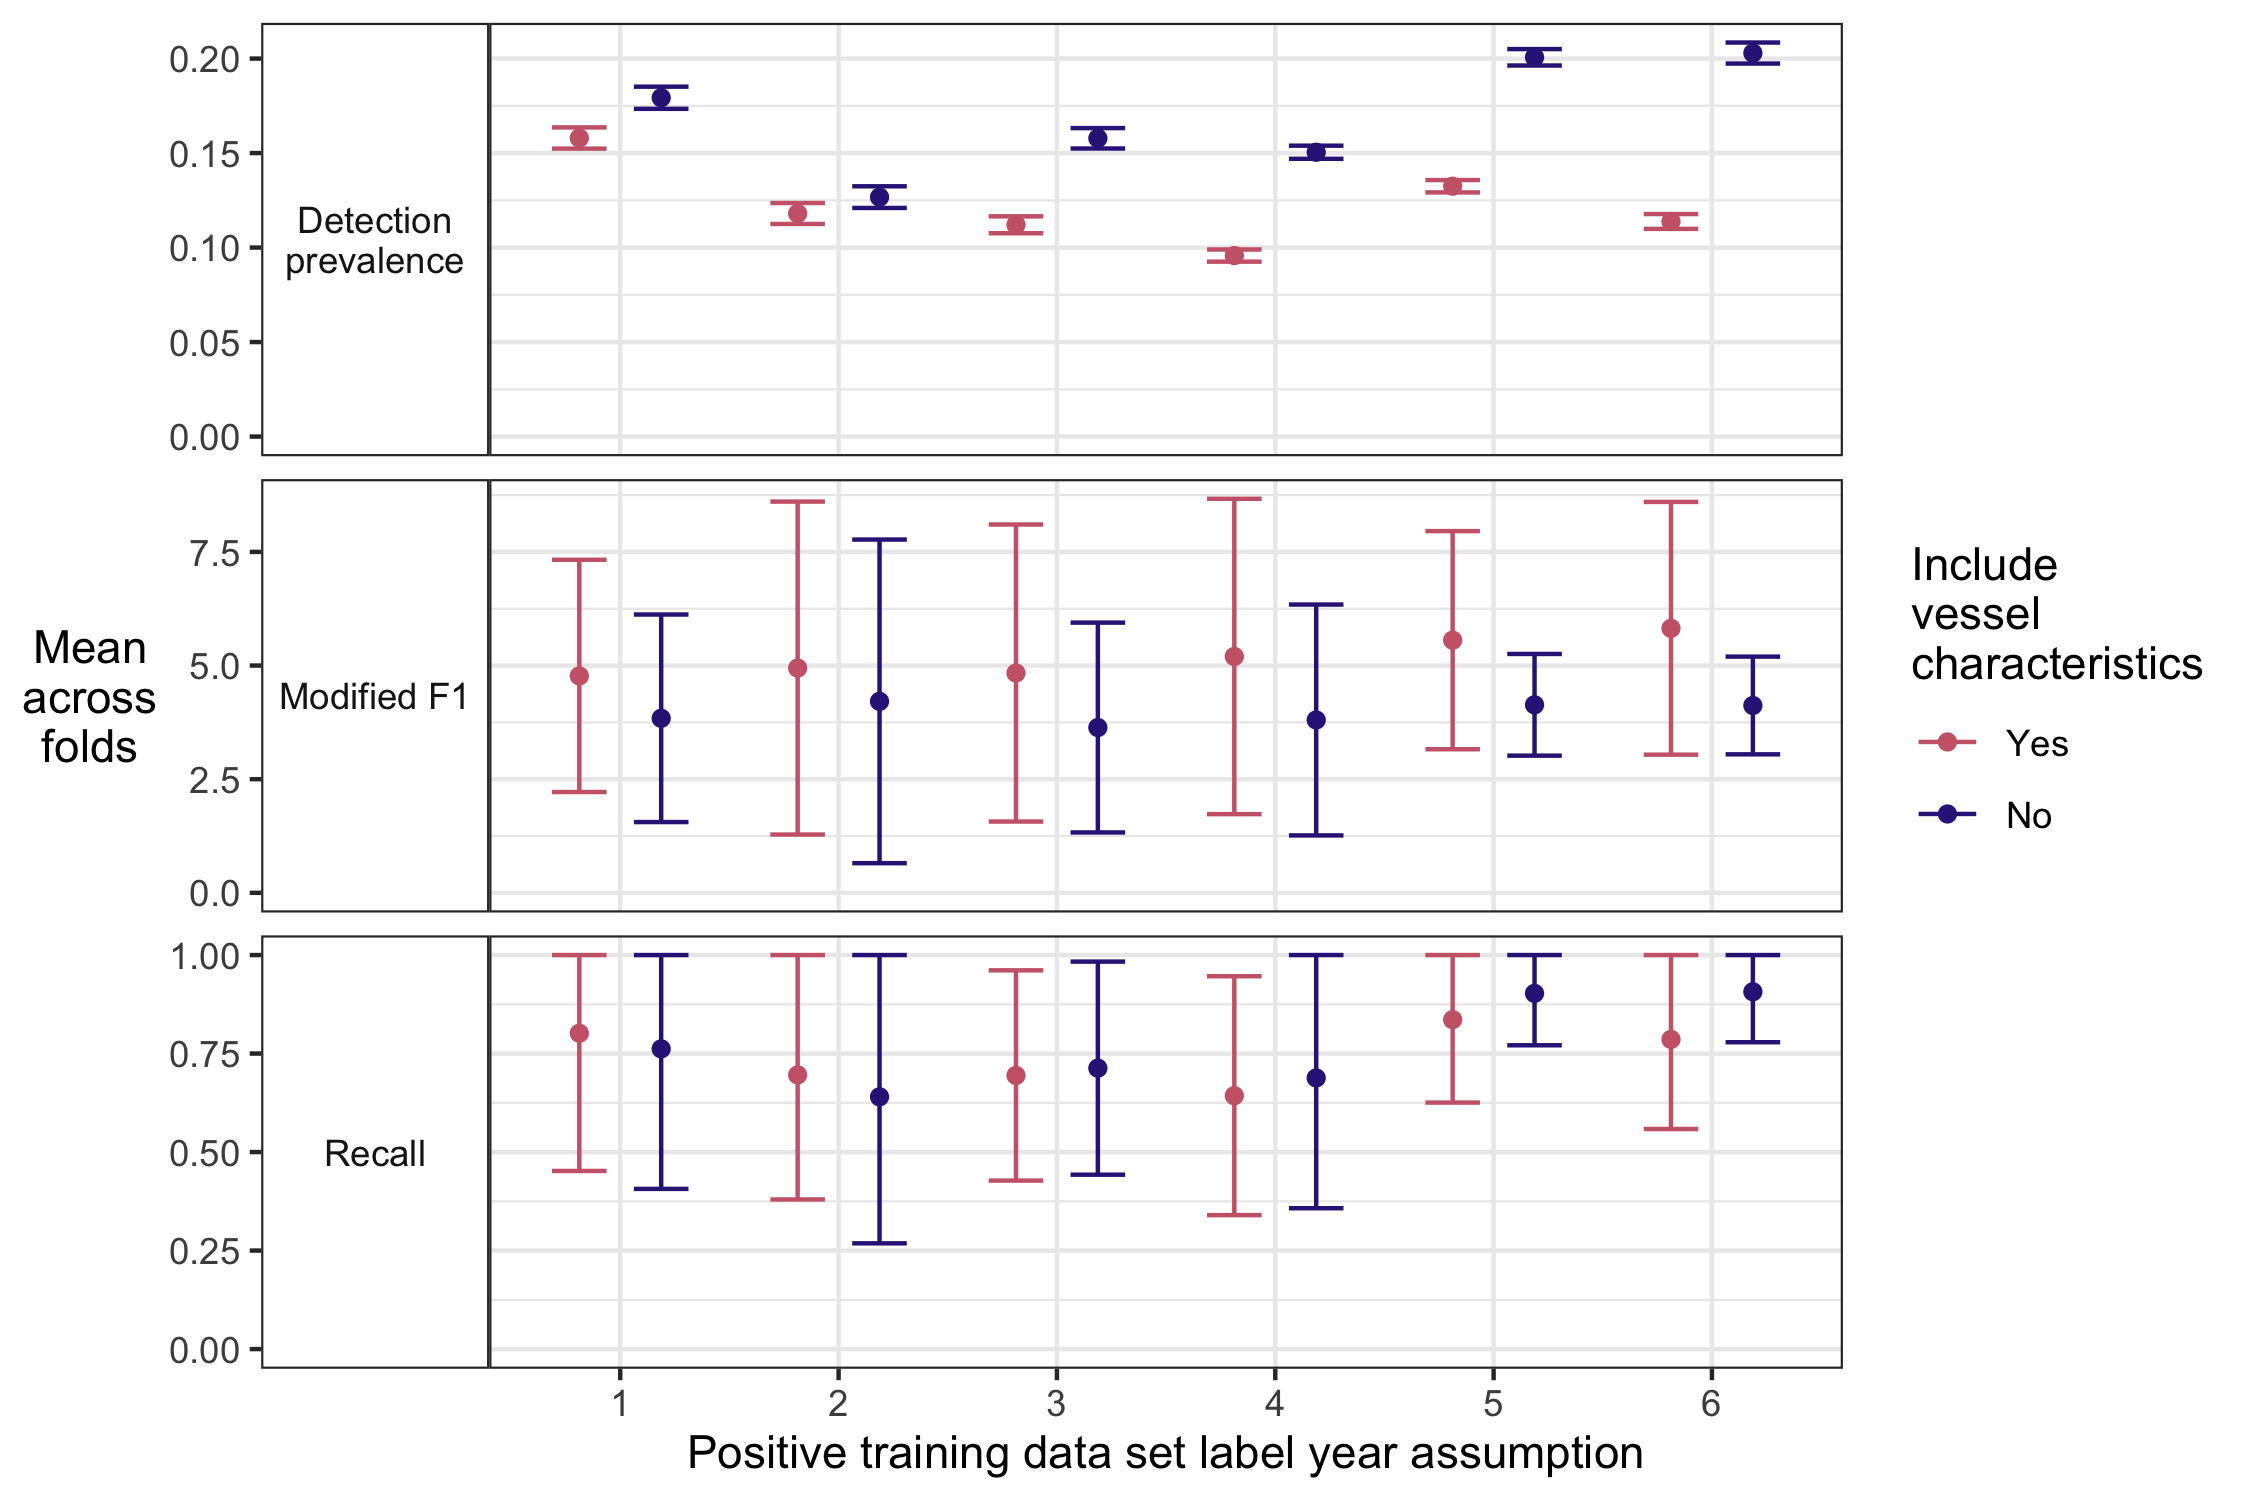 0.20
0.15
0.10
0.05
0.00
Detection
prevalence
7.5
5.0
2.5
0.0
Modified F1
Mean
across
folds
1.00
0.75
0.50
0.25
0.00
Recall
1 2 3 4 5 6
Positive training data set label year assumption
Include
vessel
characteristics
Yes
No